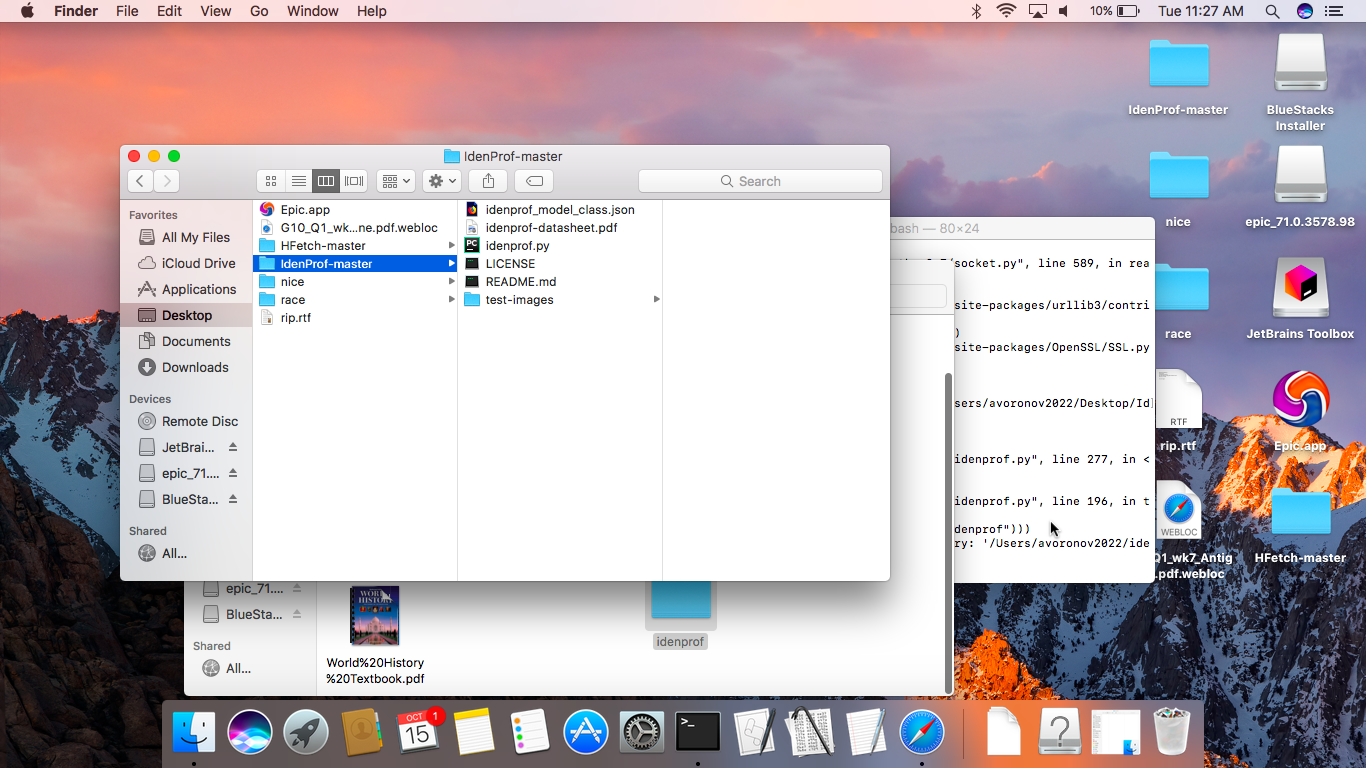 Finder File Edit View Go Window Help
10% Tue 11:27 AM
IdenProf-master
BlueStacks
Installer
nice
epic_71.0.3578.98
race
JetBrains Toolbox
RTF
rip.rtf
Epic.app
WEBLOC
Q1_wk7_Antig
.pdf.webloc
HFetch-master
IdenProf-master
Search
Favorites
All My Files
iCloud Drive
Applications
Desktop
Documents
Downloads
Devices
Remote Disc
JetBrai...
epic_71....
BlueSta...
Shared
All...
Epic.app
G10_Q1_wk...ne.pdf.webloc
HFetch-master
IdenProf-master
nice
race
rip.rtf
idenprof_model_class.json
idenprof-datasheet.pdf
PC
idenprof.py
LICENSE
README.md
test-images
bash — 80×24
socket.py", line 589, in rea
site-packages/urllib3/contri
)
site-packages/OpenSSL/SSL.py
sers/avoronov2022/Desktop/Id
idenprof.py", line 277, in <
idenprof.py", line 196, in t
denprof")))
ry: '/Users/avoronov2022/ide
epic_71....
BlueSta...
Shared
All...
WORLD
HISTORY
World%20History
%20Textbook.pdf
idenprof
OCT
15
1
>_
?